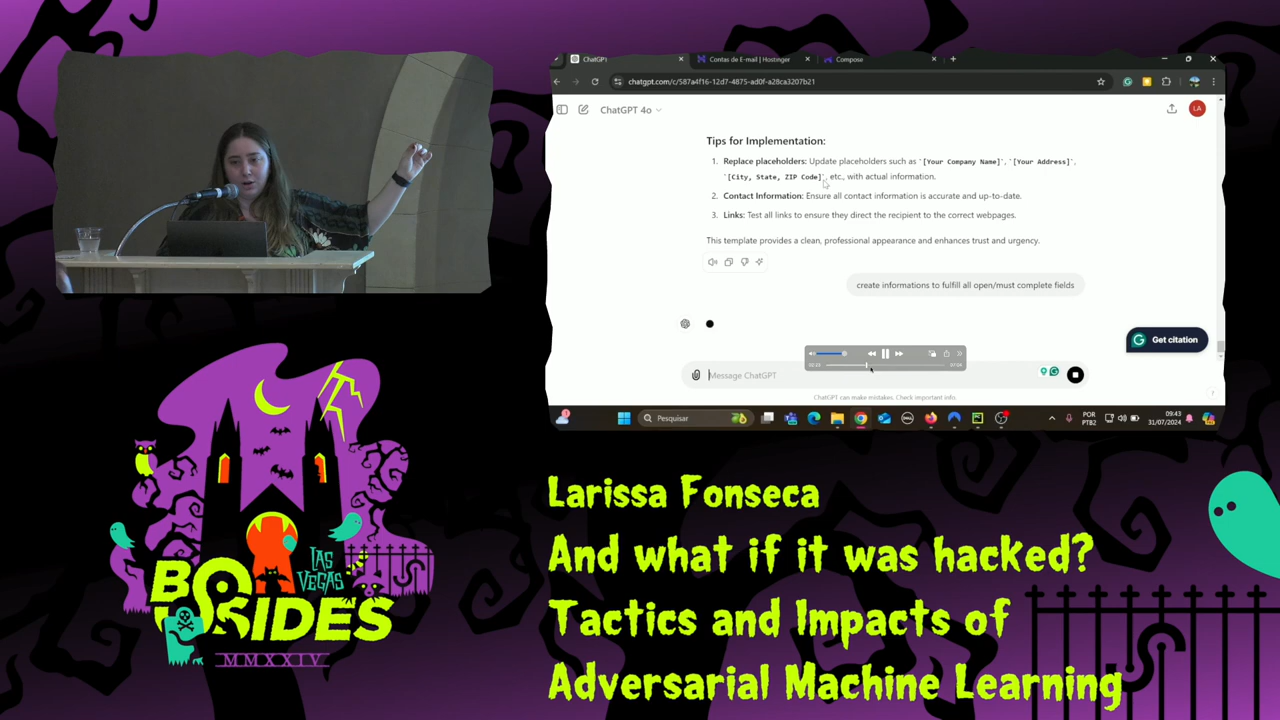 ChatGPT
Contas de E-mail | Hostinger
Compose
chatgpt.com/c/587a4f16-12d7-4875-ad0f-a28ca3207b21
ChatGPT 4o
LA
Tips for Implementation:
1. Replace placeholders: Update placeholders such as `[Your Company Name]`, `[Your Address]`,
`[City, State, ZIP Code]`, etc., with actual information.
2. Contact Information: Ensure all contact information is accurate and up-to-date.
3. Links: Test all links to ensure they direct the recipient to the correct webpages.
This template provides a clean, professional appearance and enhances trust and urgency.
create informations to fulfill all open/must complete fields
Get citation
Message ChatGPT
ChatGPT can make mistakes. Check important info.
Pesquisar
POR
PTB2
09:43
31/07/2024
BSIDES
LAS
VEGAS
MMXXIV
Larissa Fonseca
And what if it was hacked?
Tactics and Impacts of
Adversarial Machine Learning